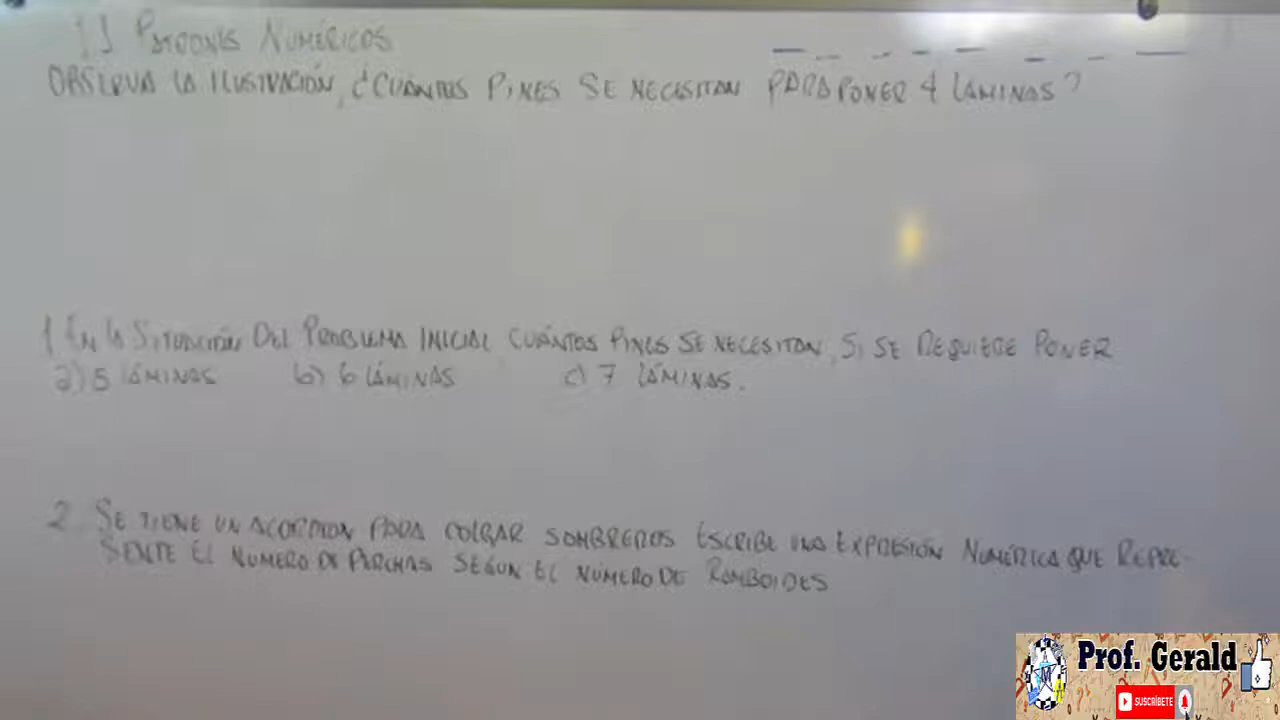 1.1 PATRONES NUMÉRICOS
OBSERVA LA ILUSTRACIÓN, ¿CUÁNTOS PINES SE NECESITAN PARA PONER 4 LÁMINAS?
1 EN LA SITUACIÓN DEL PROBLEMA INICIAL CUÁNTOS PINES SE NECESITAN, SI SE REQUIERE PONER
a) 5 LÁMINAS b) 6 LÁMINAS c) 7 LÁMINAS.
2. SE TIENE UN ACORDION PARA COLGAR SOMBREROS ESCRIBE UNA EXPRESIÓN NUMÉRICA QUE REPRE-
SENTE EL NÚMERO DE PERCHAS SEGÚN EL NÚMERO DE ROMBOIDES
Prof. Gerald
SUSCRÍBETE